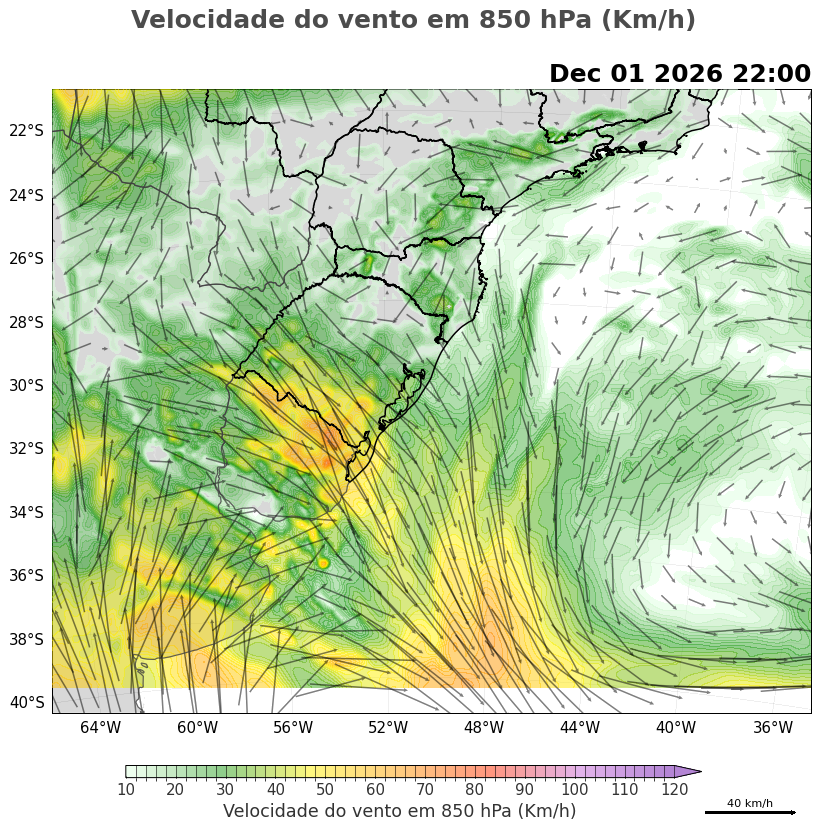 Velocidade do vento em 850 hPa (Km/h)
Dec 01 2026 22:00
22°S
24°S
26°S
28°S
30°S
32°S
34°S
36°S
38°S
40°S
64°W 60°W 56°W 52°W 48°W 44°W 40°W 36°W
10 20 30 40 50 60 70 80 90 100 110 120
Velocidade do vento em 850 hPa (Km/h)
40 km/h